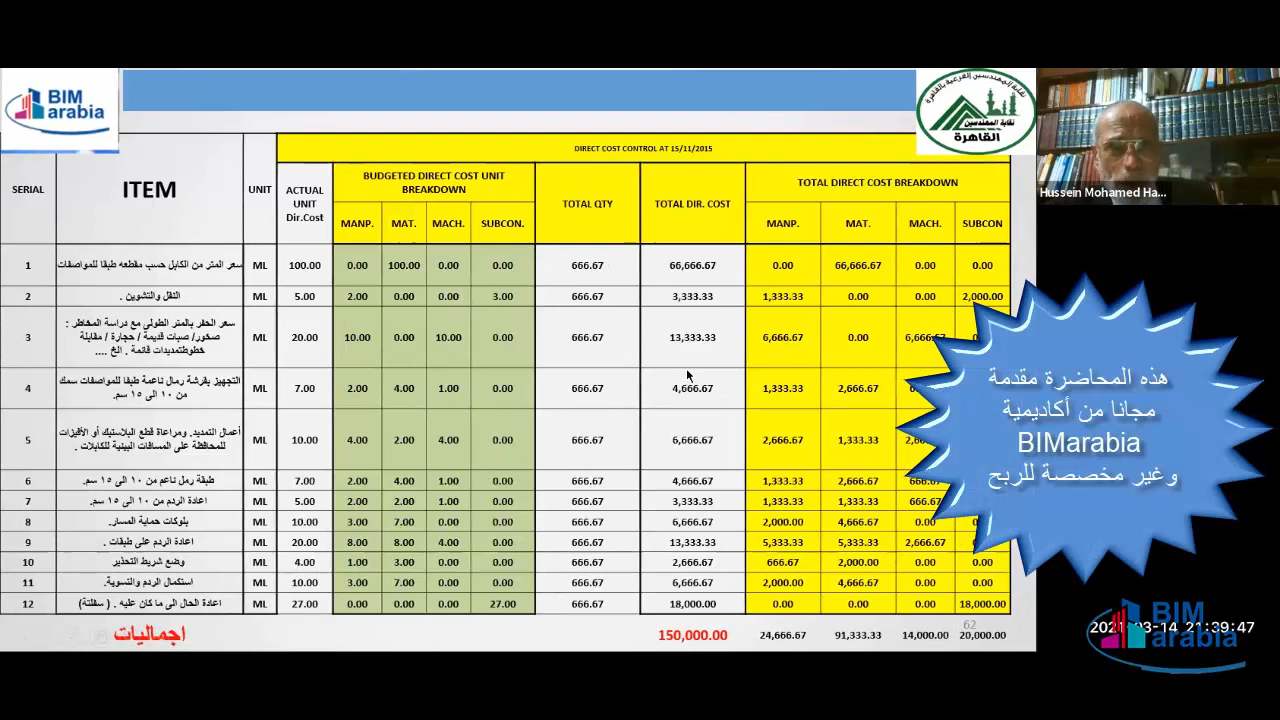 BIM
arabia
نقابة المهندسين الفرعية بالقاهرة
نقابة المهندسين
القاهرة
Hussein Mohamed Ha...
DIRECT COST CONTROL AT 15/11/2015
SERIAL ITEM UNIT ACTUAL UNIT Dir.Cost BUDGETED DIRECT COST UNIT BREAKDOWN TOTAL QTY TOTAL DIR. COST TOTAL DIRECT COST BREAKDOWN
MANP. MAT. MACH. SUBCON. MANP. MAT. MACH. SUBCON
1 سعر المتر من الكابل حسب مقطعه طبقا للمواصفات ML 100.00 0.00 100.00 0.00 0.00 666.67 66,666.67 0.00 66,666.67 0.00 0.00
2 النقل والتشوين . ML 5.00 2.00 0.00 0.00 3.00 666.67 3,333.33 1,333.33 0.00 0.00 2,000.00
3 سعر الحفر بالمتر الطولى مع دراسة المخاطر :
صخور/ صبات قديمة / حجارة / مقابلة
خطوطتمديدات قائمة . الخ .... ML 20.00 10.00 0.00 10.00 0.00 666.67 13,333.33 6,666.67 0.00
4 التجهيز بفرشة رمال ناعمة طبقا للمواصفات سمك
من ١٠ الى ١٥ سم. ML 7.00 2.00 4.00 1.00 0.00 666.67 4,666.67 1,333.33 2,666.67
5 أعمال التمديد. ومراعاة قطع البلاستيك أو الأفيزات
للمحافظة على المسافات البينية للكابلات . ML 10.00 4.00 2.00 4.00 0.00 666.67 6,666.67 2,666.67 1,333.33
6 طبقة رمل ناعم من ١٠ الى ١٥ سم. ML 7.00 2.00 4.00 1.00 0.00 666.67 4,666.67 1,333.33 2,666.67
7 اعادة الردم من ١٠ الى ١٥ سم. ML 5.00 2.00 2.00 1.00 0.00 666.67 3,333.33 1,333.33 1,333.33 666.67
8 بلوكات حماية المسار. ML 10.00 3.00 7.00 0.00 0.00 666.67 6,666.67 2,000.00 4,666.67 0.00
9 اعادة الردم على طبقات . ML 20.00 8.00 8.00 4.00 0.00 666.67 13,333.33 5,333.33 5,333.33 2,666.67 0.00
10 وضع شريط التحذير ML 4.00 1.00 3.00 0.00 0.00 666.67 2,666.67 666.67 2,000.00 0.00 0.00
11 استكمال الردم والتسوية. ML 10.00 3.00 7.00 0.00 0.00 666.67 6,666.67 2,000.00 4,666.67 0.00 0.00
12 اعادة الحال الى ما كان عليه . ( سفلتة) ML 27.00 0.00 0.00 0.00 27.00 666.67 18,000.00 0.00 0.00 0.00 18,000.00
اجماليات 150,000.00 24,666.67 91,333.33 14,000.00 20,000.00
62
هذه المحاضرة مقدمة
مجانا من أكاديمية
BIMarabia
وغير مخصصة للربح
21:39:47
BIM
arabia